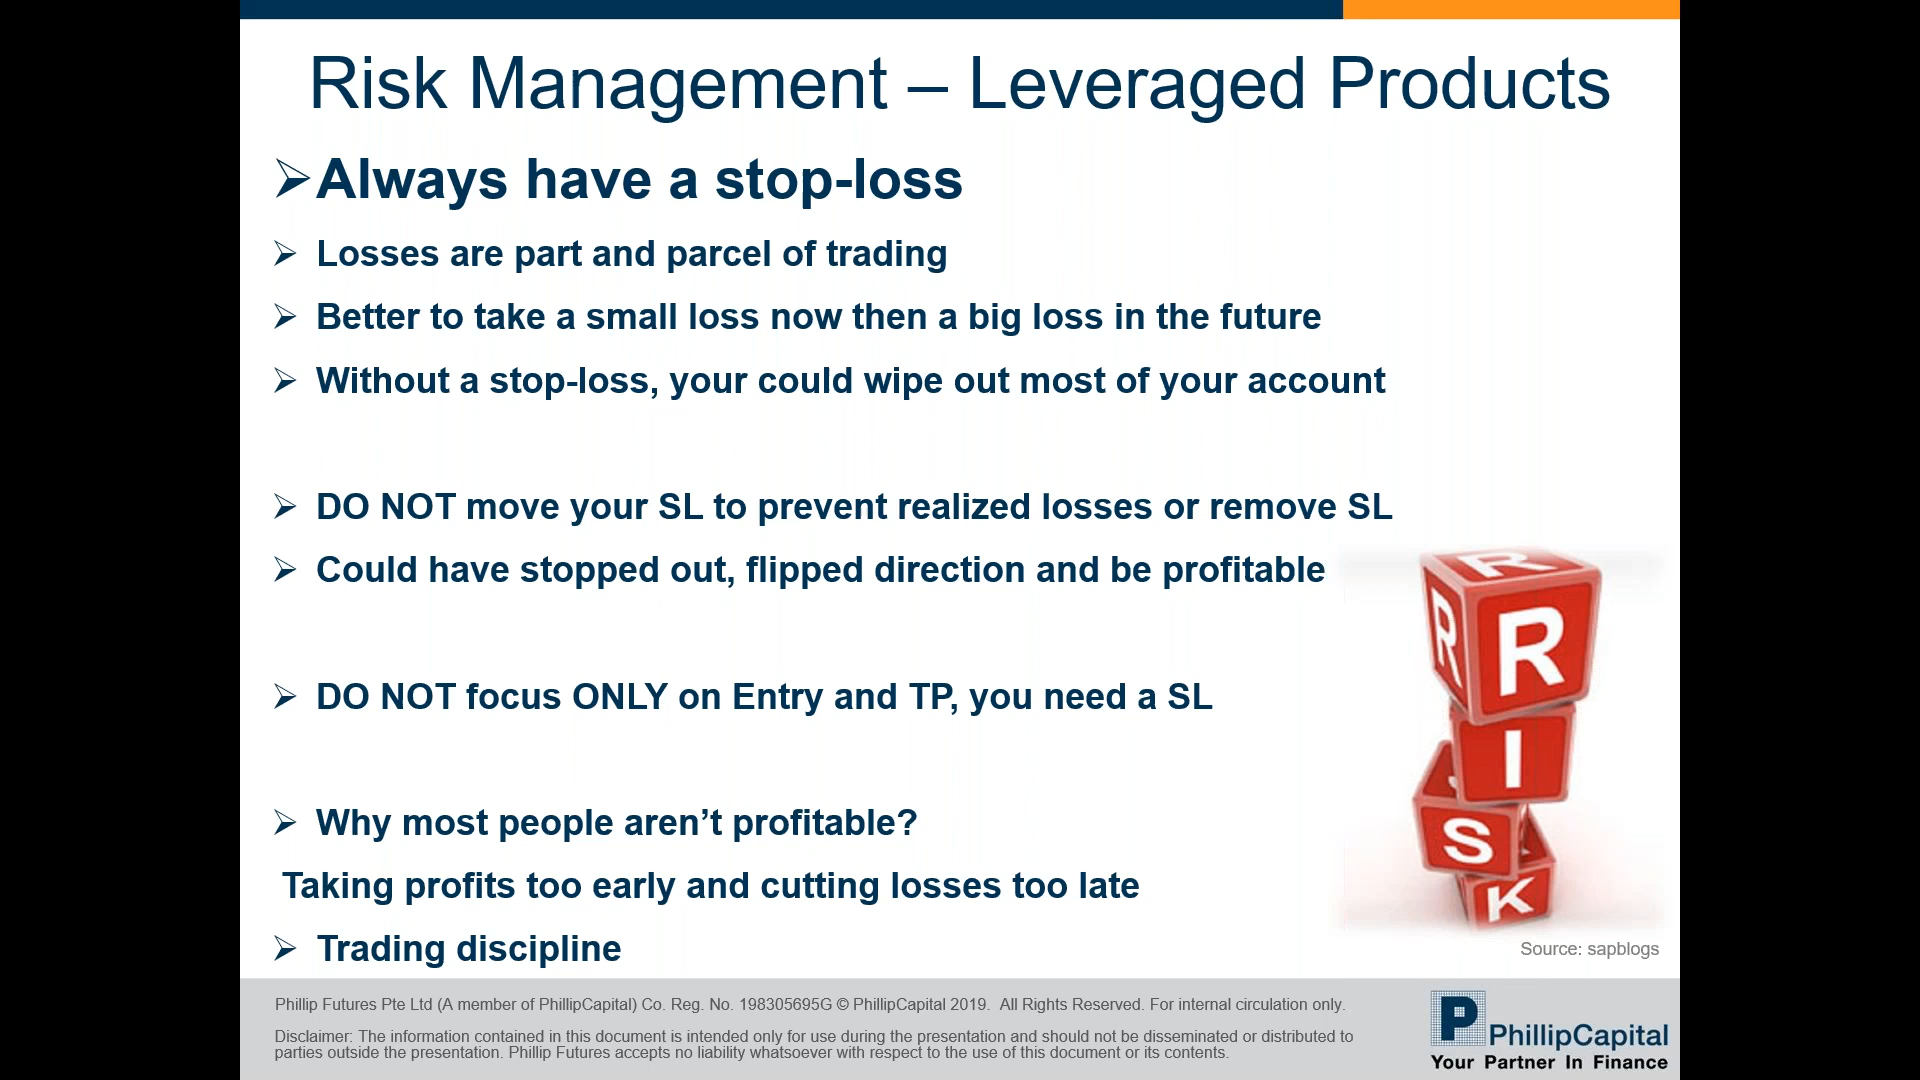 Risk Management – Leveraged Products
➢Always have a stop-loss
➢ Losses are part and parcel of trading
➢ Better to take a small loss now then a big loss in the future
➢ Without a stop-loss, your could wipe out most of your account
➢ DO NOT move your SL to prevent realized losses or remove SL
➢ Could have stopped out, flipped direction and be profitable
➢ DO NOT focus ONLY on Entry and TP, you need a SL
➢ Why most people aren’t profitable?
Taking profits too early and cutting losses too late
➢ Trading discipline
R
R
R
I
S
K
Source: sapblogs
Phillip Futures Pte Ltd (A member of PhillipCapital) Co. Reg. No. 198305695G © PhillipCapital 2019. All Rights Reserved. For internal circulation only.
Disclaimer: The information contained in this document is intended only for use during the presentation and should not be disseminated or distributed to
parties outside the presentation. Phillip Futures accepts no liability whatsoever with respect to the use of this document or its contents.
P
PhillipCapital
Your Partner In Finance